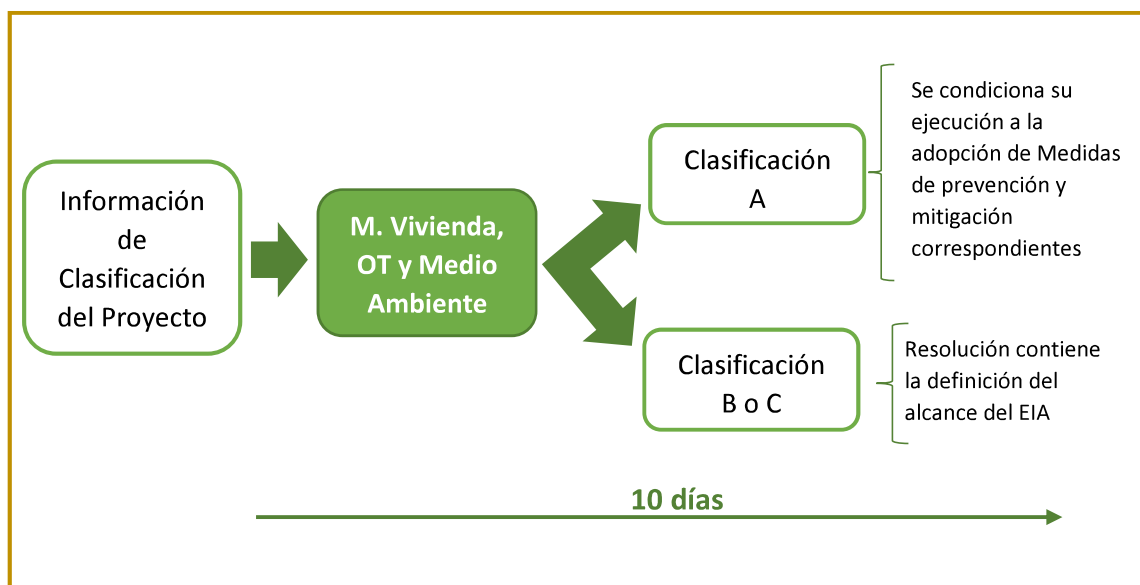 Información
de
Clasificación
del Proyecto
M. Vivienda,
OT y Medio
Ambiente
Clasificación
A
Se condiciona su
ejecución a la
adopción de Medidas
de prevención y
mitigación
correspondientes
Clasificación
B o C
Resolución contiene
la definición del
alcance del EIA
10 días